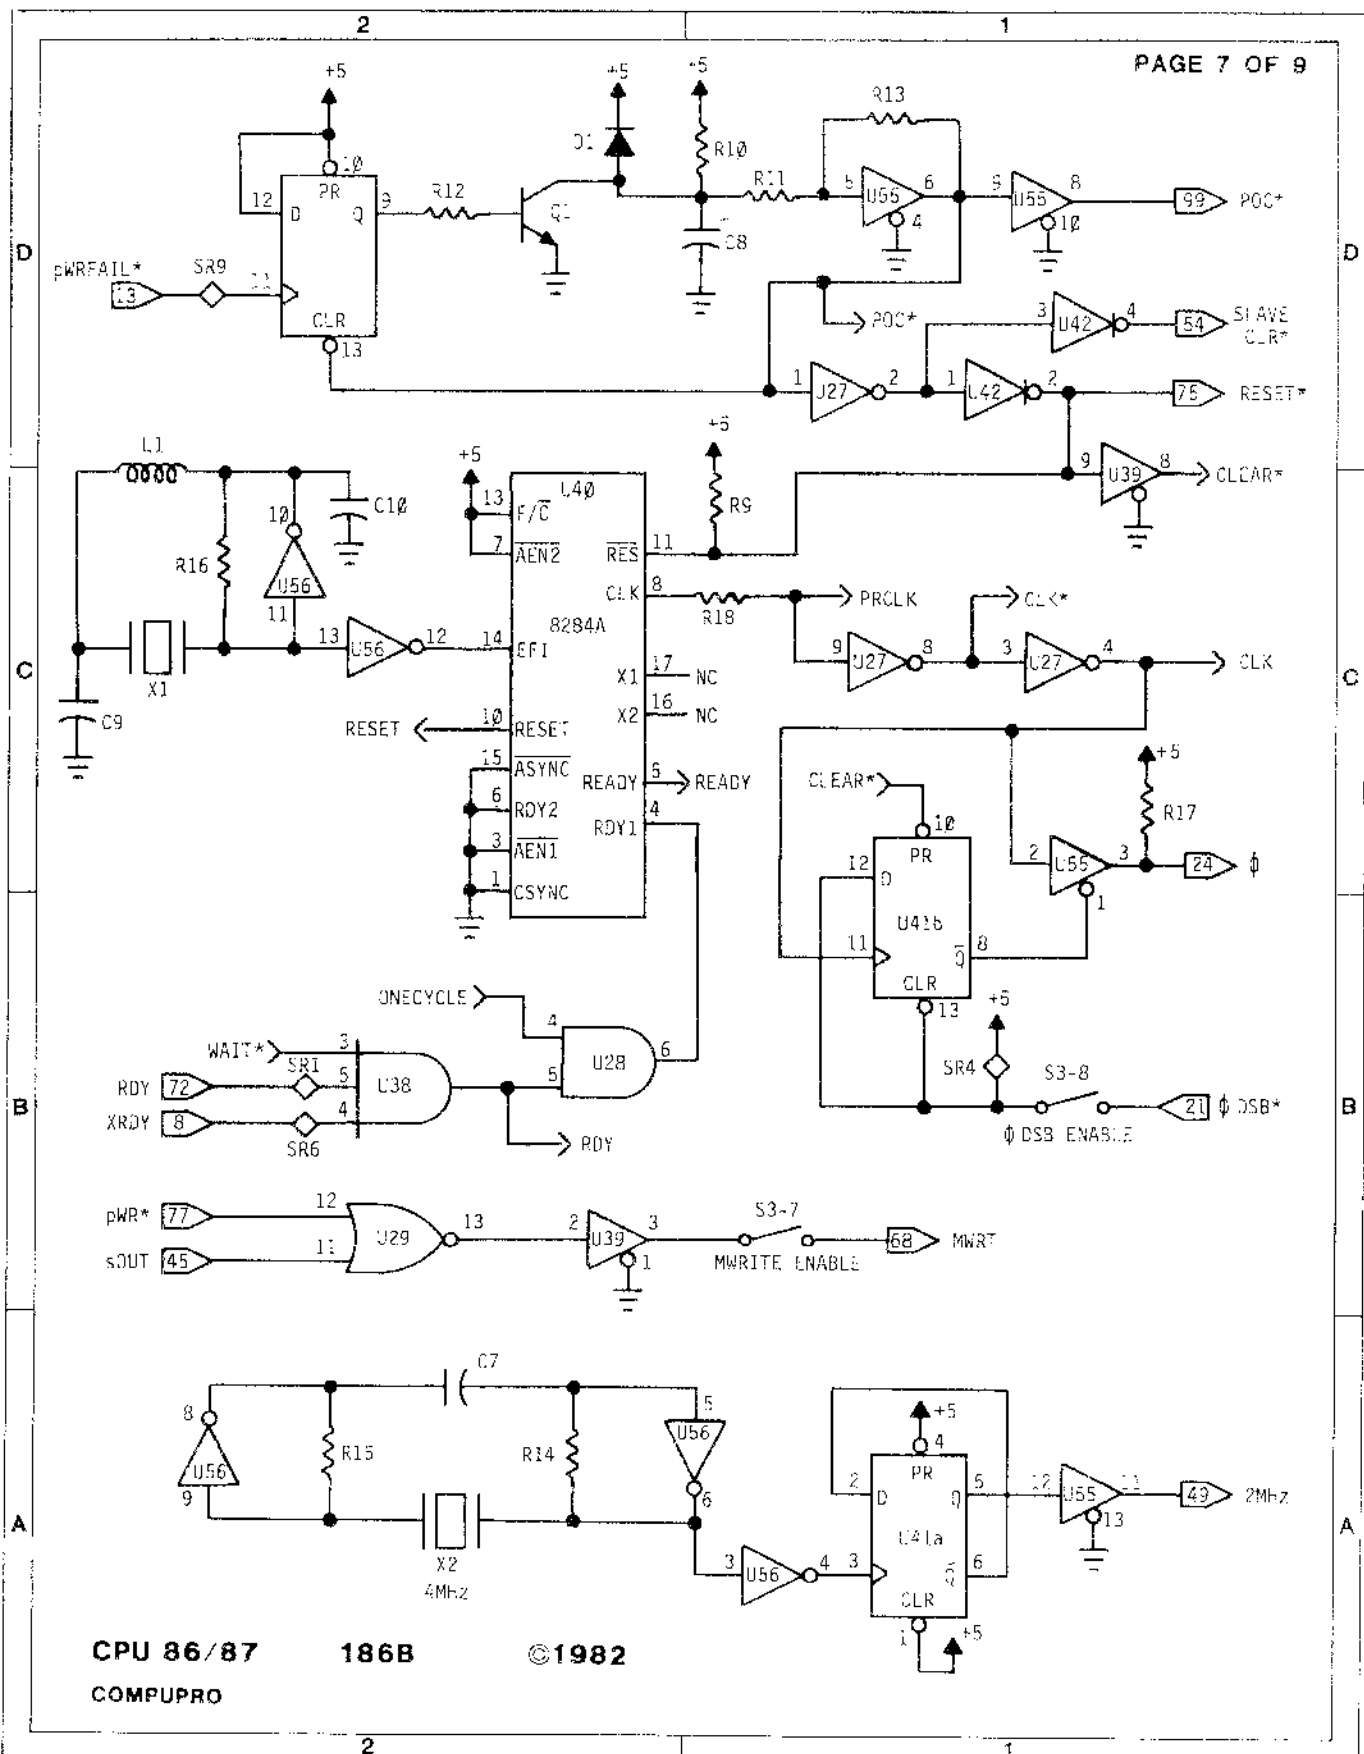 2
1
PAGE 7 OF 9
+5
+5
+5
R13
D1
R10
10
PR
12
D
Q
9
R12
Q1
R11
5
U55
6
4
9
U55
8
10
99
POC*
C8
D
D
pWRFAIL*
13
SR9
11
CLR
13
POC*
3
U42
4
54
SLAVE
CLR*
1
U27
2
1
U42
2
75
RESET*
L1
+5
+5
9
U39
8
CLEAR*
U40
13
F/C
7
AEN2
R9
RES
11
10
C10
R16
U56
11
CLK
8
R18
PRCLK
CLK*
8284A
13
U56
12
14
EFI
9
U27
8
3
U27
4
CLK
C
C
X1
X1
17
NC
X2
16
NC
C9
RESET
10
RESET
15
ASYNC
READY
5
READY
6
RDY2
RDY1
4
3
AEN1
1
CSYNC
CLEAR*
10
PR
12
D
U41b
11
Q
8
CLR
13
+5
R17
2
U55
3
1
24
ϕ
ONECYCLE
4
U28
6
5
WAIT*
3
RDY
72
SR1
5
U38
XRDY
8
SR6
4
RDY
+5
SR4
S3-8
21
ϕ DSB*
ϕ DSB ENABLE
B
B
pWR*
77
12
sOUT
45
11
U29
13
2
U39
3
1
S3-7
MWRITE ENABLE
68
MWRT
C7
8
U56
9
R15
R14
5
U56
6
X2
4Mhz
3
U56
4
3
+5
4
PR
2
D
Q
5
U41a
Q
6
CLR
1
+5
12
U55
11
13
49
2Mhz
A
A
CPU 86/87 186B ©1982
COMPUPRO
2
1